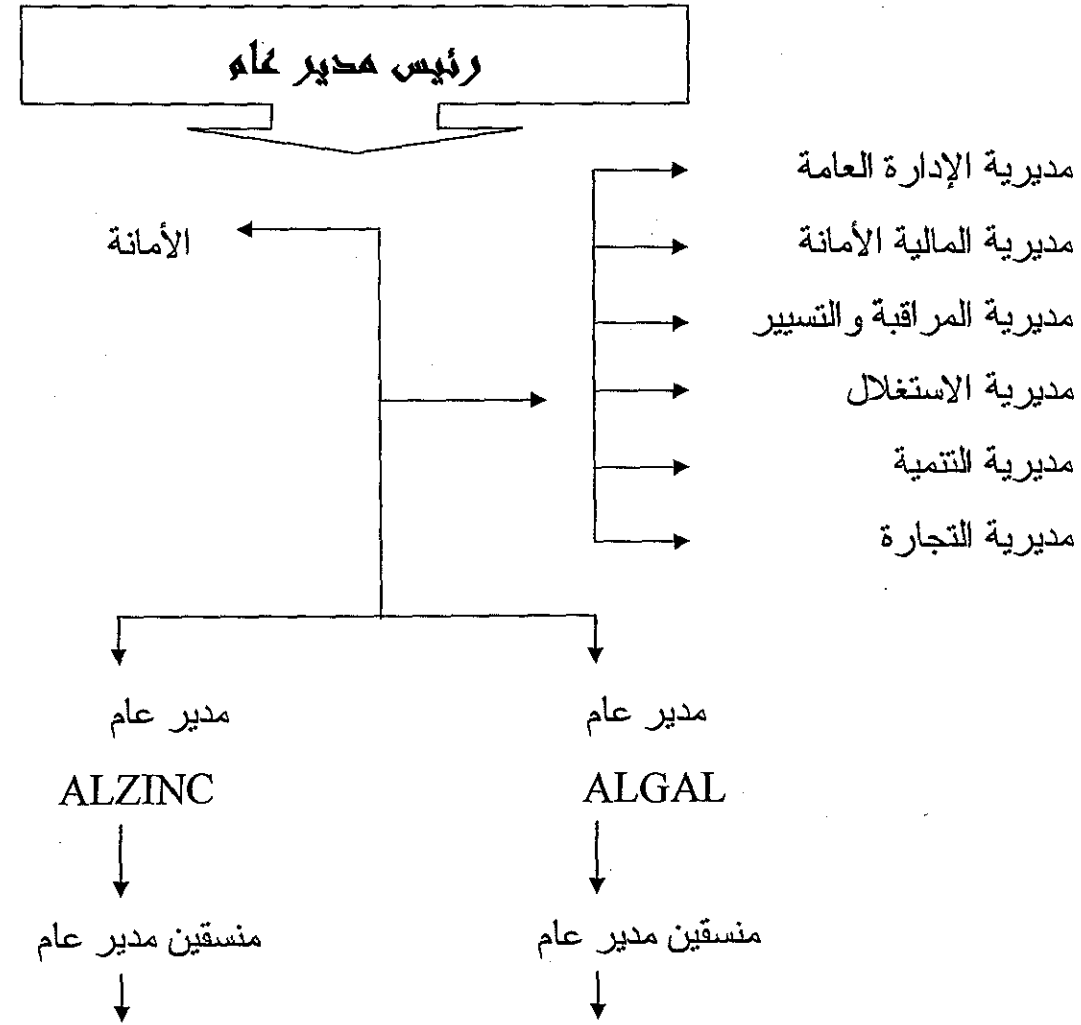 رئيس مدير عام
مديرية الإدارة العامة
الأمانة
مديرية المالية الأمانة
مديرية المراقبة والتسيير
مديرية الاستغلال
مديرية التنمية
مديرية التجارة
مدير عام
مدير عام
ALGAL
ALZINC
منسقين مدير عام
منسقين مدير عام